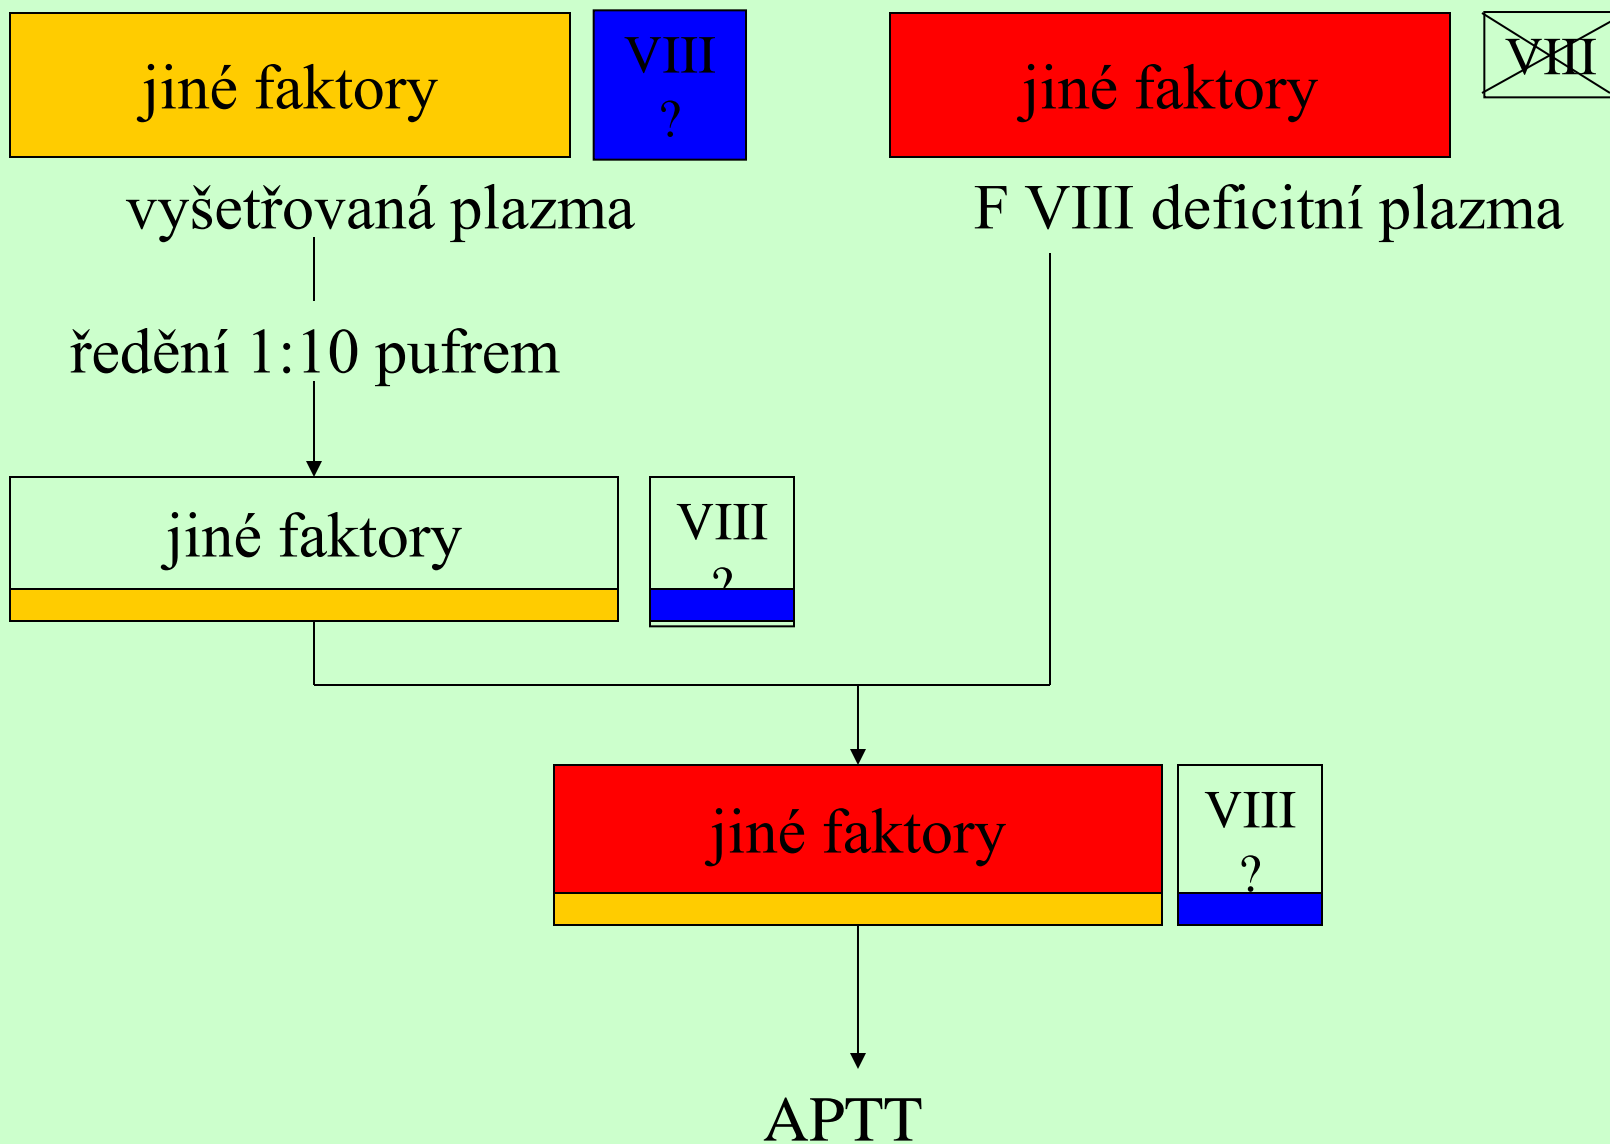 jiné faktory
VIII
?
jiné faktory
VIII
vyšetřovaná plazma
F VIII deficitní plazma
ředění 1:10 pufrem
jiné faktory
VIII
?
jiné faktory
VIII
?
APTT